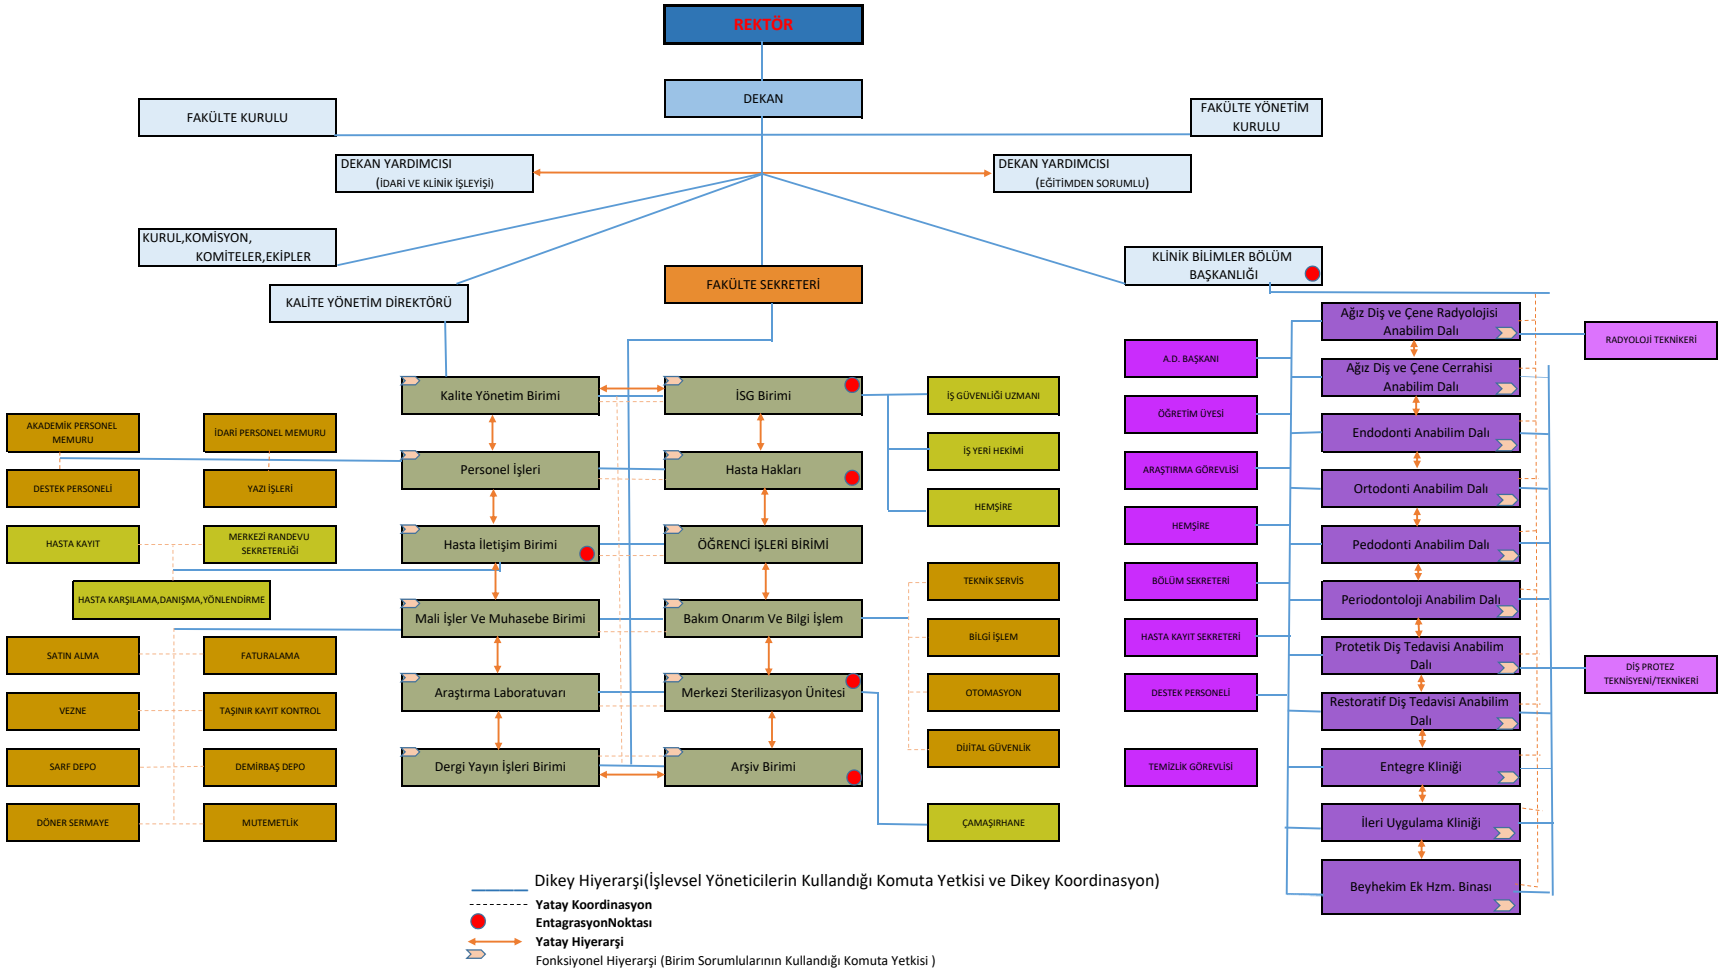 REKTÖR
DEKAN
FAKÜLTE KURULU
FAKÜLTE YÖNETİM
KURULU
DEKAN YARDIMCISI
(İDARİ VE KLİNİK İŞLEYİŞİ)
DEKAN YARDIMCISI
(EĞİTİMDEN SORUMLU)
KURUL,KOMİSYON,
KOMİTELER,EKİPLER
KLİNİK BİLİMLER BÖLÜM
BAŞKANLIĞI
FAKÜLTE SEKRETERİ
KALİTE YÖNETİM DİREKTÖRÜ
Kalite Yönetim Birimi
İSG Birimi
Personel İşleri
Hasta Hakları
Hasta İletişim Birimi
ÖĞRENCİ İŞLERİ BİRİMİ
Mali İşler Ve Muhasebe Birimi
Bakım Onarım Ve Bilgi İşlem
Araştırma Laboratuvarı
Merkezi Sterilizasyon Ünitesi
Dergi Yayın İşleri Birimi
Arşiv Birimi
AKADEMİK PERSONEL
MEMURU
İDARİ PERSONEL MEMURU
DESTEK PERSONELİ
YAZI İŞLERİ
HASTA KAYIT
MERKEZİ RANDEVU
SEKRETERLİĞİ
HASTA KARŞILAMA,DANIŞMA,YÖNLENDİRME
SATIN ALMA
FATURALAMA
VEZNE
TAŞINIR KAYIT KONTROL
SARF DEPO
DEMİRBAŞ DEPO
DÖNER SERMAYE
MUTEMETLİK
İŞ GÜVENLİĞİ UZMANI
İŞ YERİ HEKİMİ
HEMŞİRE
TEKNİK SERVİS
BİLGİ İŞLEM
OTOMASYON
DİJİTAL GÜVENLİK
ÇAMAŞIRHANE
A.D. BAŞKANI
ÖĞRETİM ÜYESİ
ARAŞTIRMA GÖREVLİSİ
HEMŞİRE
BÖLÜM SEKRETERİ
HASTA KAYIT SEKRETERİ
DESTEK PERSONELİ
TEMİZLİK GÖREVLİSİ
Ağız Diş ve Çene Radyolojisi
Anabilim Dalı
Ağız Diş ve Çene Cerrahisi
Anabilim Dalı
Endodonti Anabilim Dalı
Ortodonti Anabilim Dalı
Pedodonti Anabilim Dalı
Periodontoloji Anabilim Dalı
Protetik Diş Tedavisi Anabilim
Dalı
Restoratif Diş Tedavisi Anabilim
Dalı
Entegre Kliniği
İleri Uygulama Kliniği
Beyhekim Ek Hzm. Binası
RADYOLOJİ TEKNİKERİ
DİŞ PROTEZ
TEKNİSYENİ/TEKNİKERİ
Dikey Hiyerarşi(İşlevsel Yöneticilerin Kullandığı Komuta Yetkisi ve Dikey Koordinasyon)
Yatay Koordinasyon
EntagrasyonNoktası
Yatay Hiyerarşi
Fonksiyonel Hiyerarşi (Birim Sorumlularının Kullandığı Komuta Yetkisi )